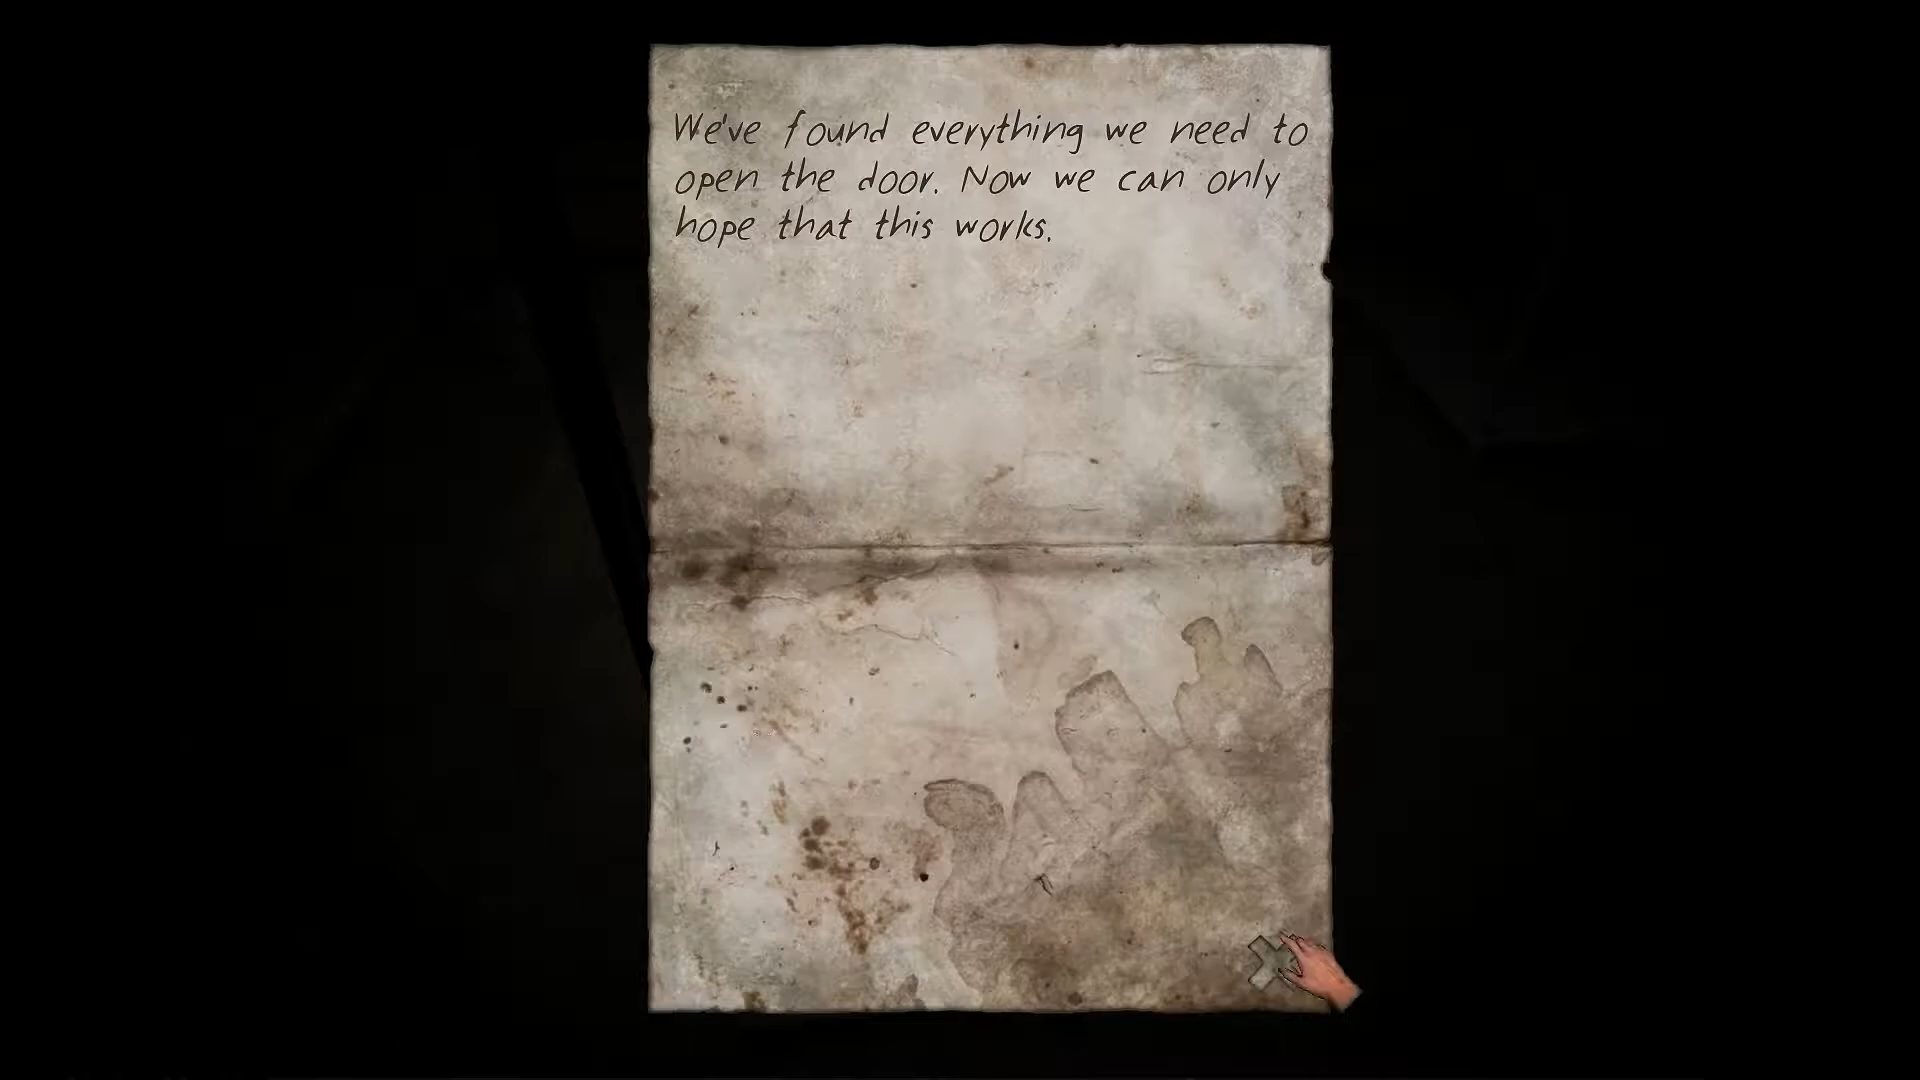 We've found everything we need to
open the door. Now we can only
hope that this works.